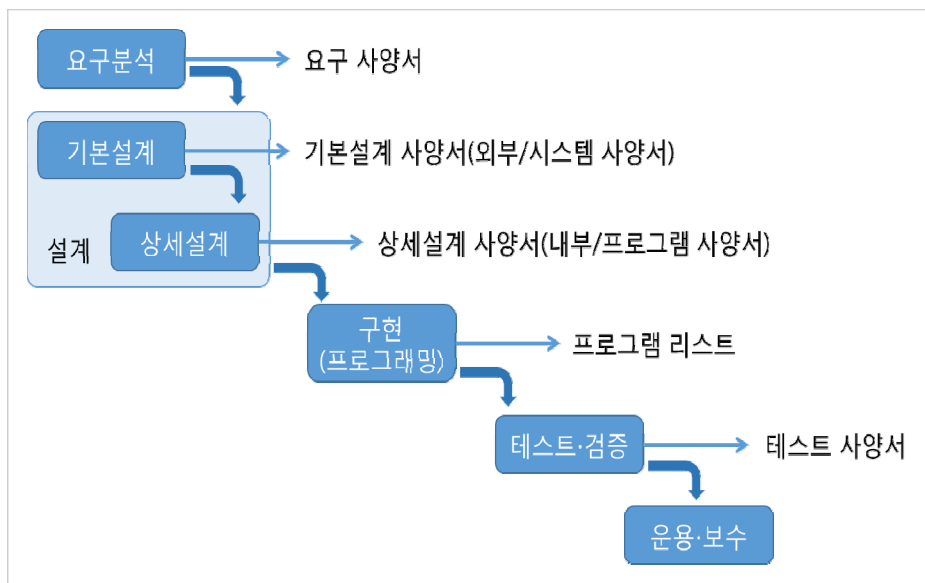 요구분석
요구 사양서
기본설계
기본설계 사양서(외부/시스템 사양서)
설계
상세설계
상세설계 사양서(내부/프로그램 사양서)
구현
(프로그래밍)
프로그램 리스트
테스트·검증
테스트 사양서
운용·보수